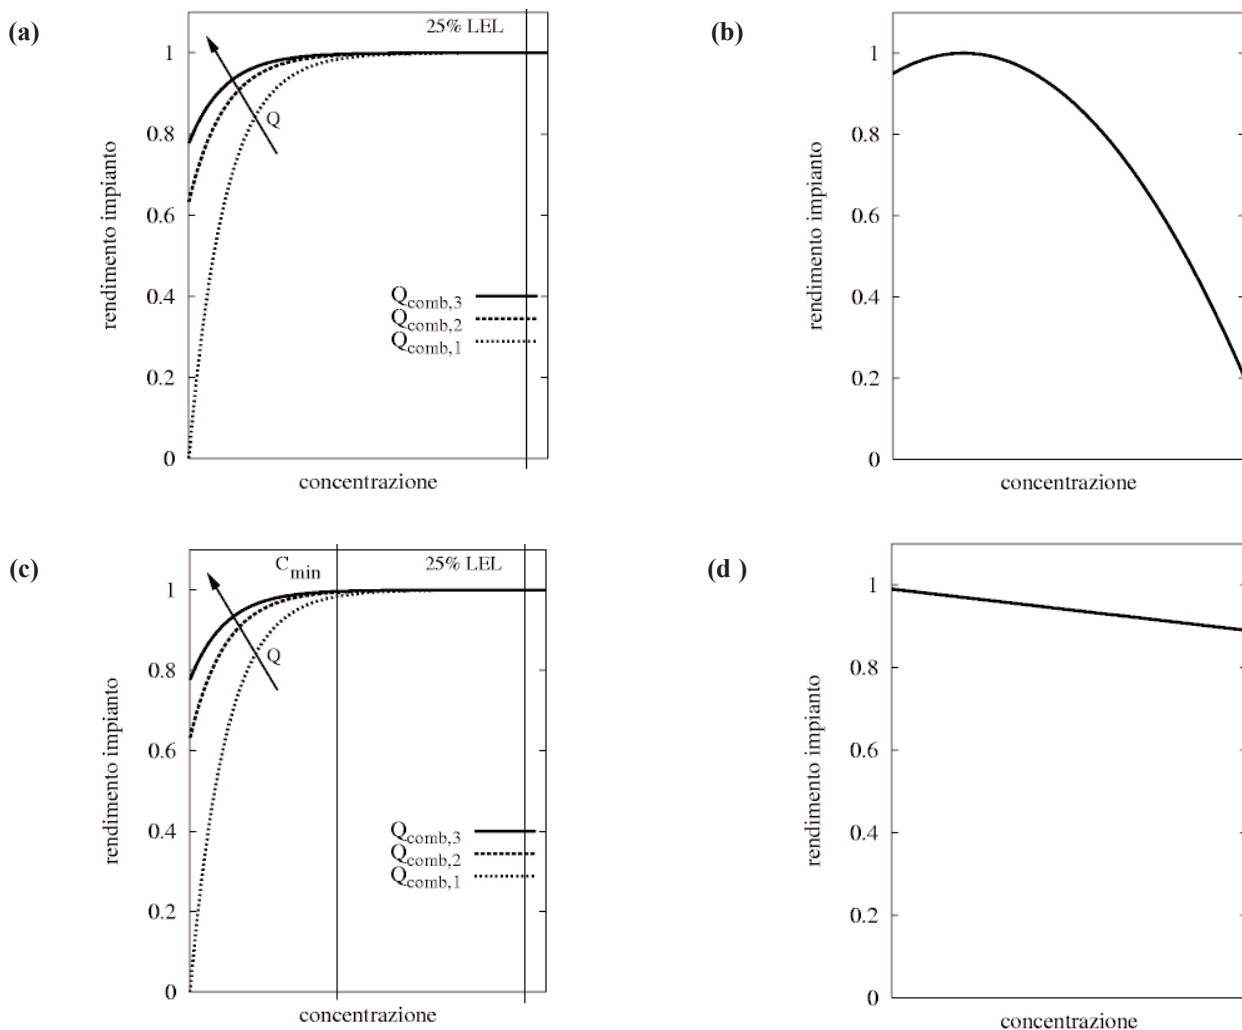 (a)
25% LEL
1
0.8
0.6
0.4
0.2
0
Q
Q_comb,3
Q_comb,2
Q_comb,1
rendimento impianto
concentrazione
(b)
1
0.8
0.6
0.4
0.2
0
rendimento impianto
concentrazione
(c)
C_min
25% LEL
1
0.8
0.6
0.4
0.2
0
Q
Q_comb,3
Q_comb,2
Q_comb,1
rendimento impianto
concentrazione
(d )
1
0.8
0.6
0.4
0.2
0
rendimento impianto
concentrazione